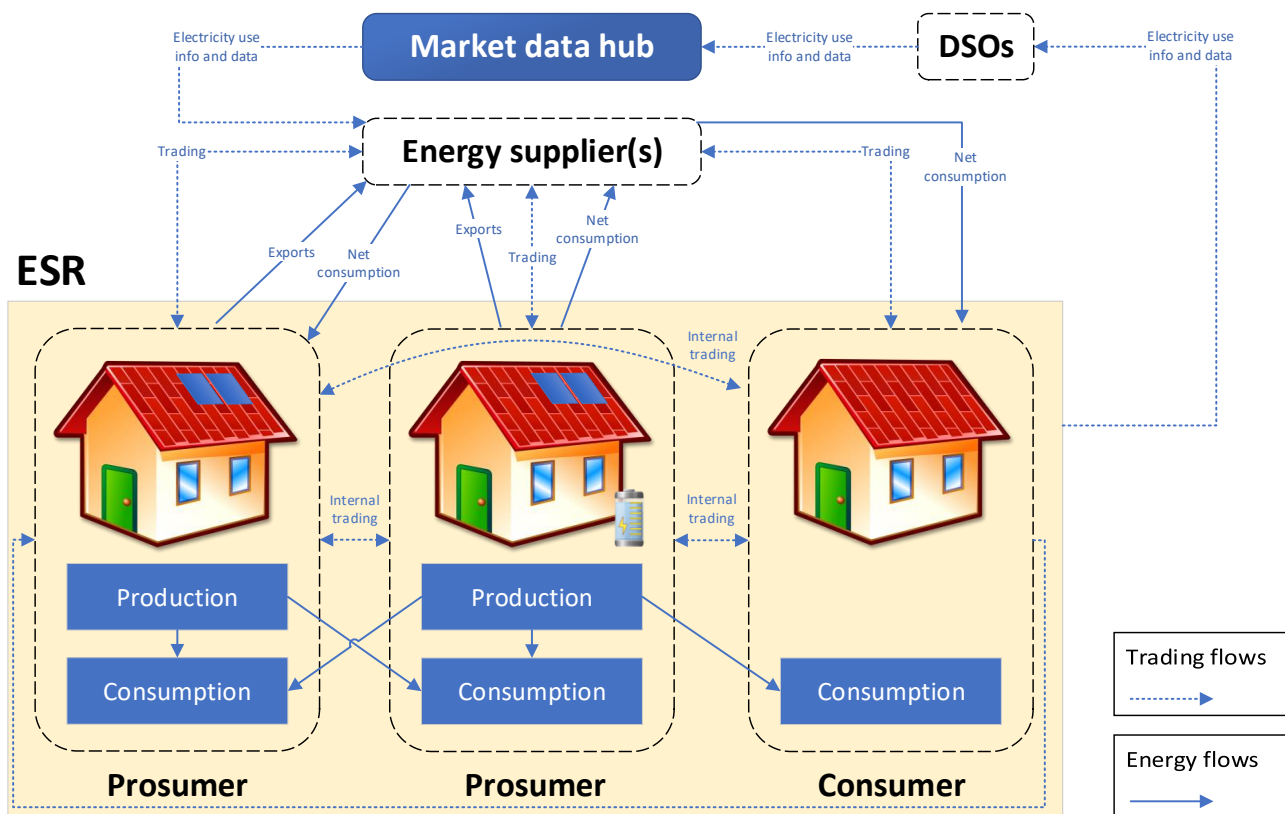 Electricity use
info and data
Market data hub
Electricity use
info and data
DSOs
Electricity use
info and data
Trading
Energy supplier(s)
Trading
Net
consumption
Exports
Net
consumption
Exports
Trading
Net
consumption
ESR
Internal
trading
Internal
trading
Internal
trading
Production
Production
Consumption
Consumption
Consumption
Prosumer
Prosumer
Consumer
Trading flows
Energy flows